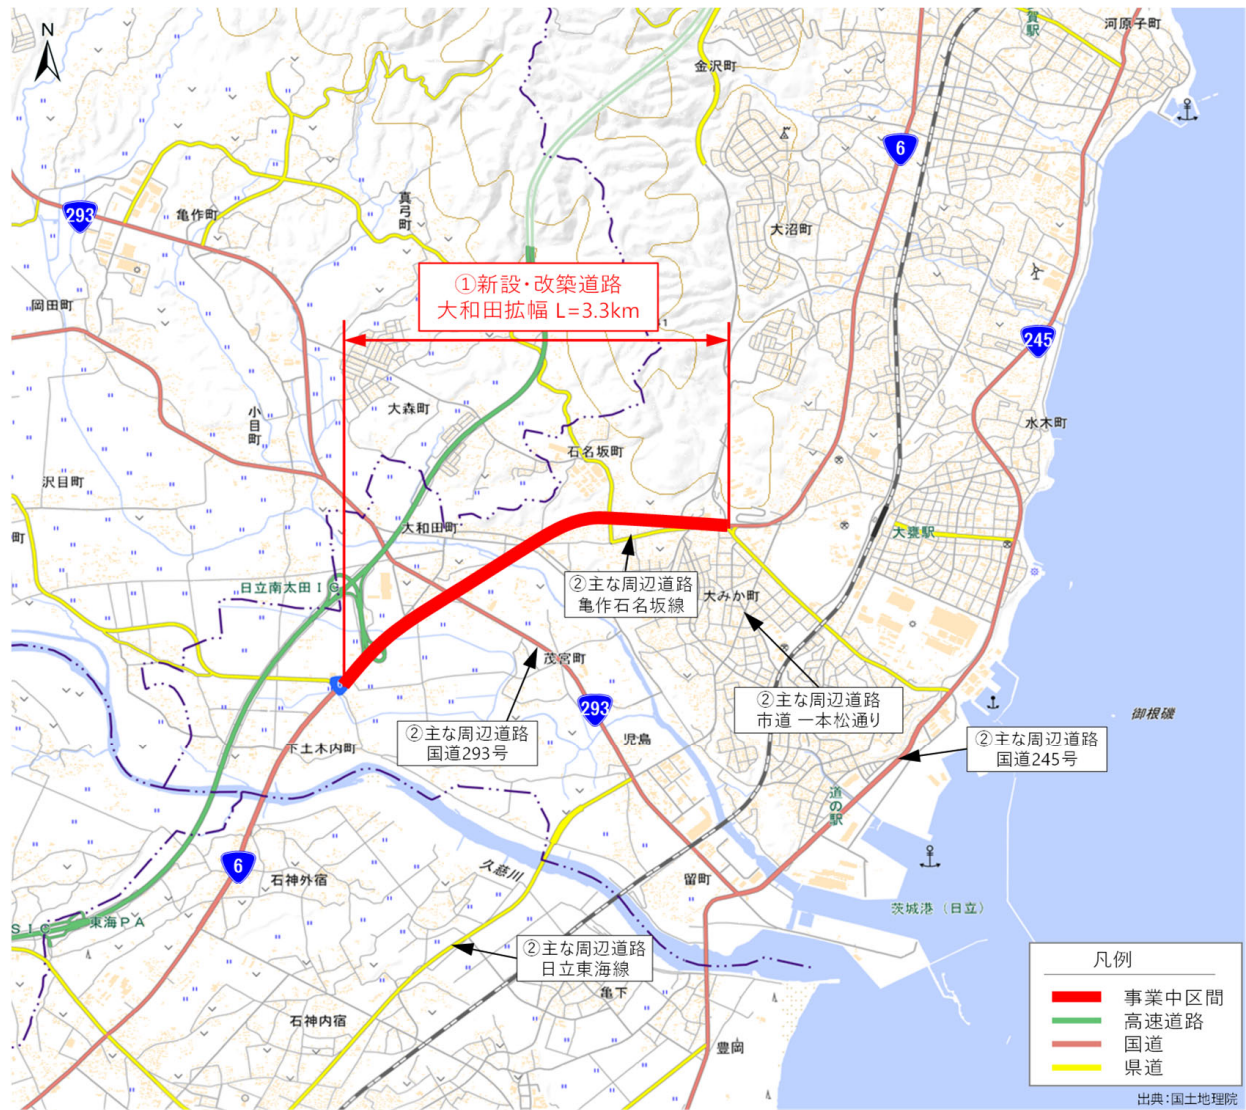 N
賀駅
河原子町
金沢町
6
真弓町
亀作町
293
大沼町
①新設・改築道路
大和田拡幅 L=3.3km
岡田町
245
大森町
小目町
水木町
石名坂町
沢目町
大和田町
大甕駅
町
②主な周辺道路
亀作石名坂線
日立南太田IC
大みか町
茂宮町
②主な周辺道路
市道 一本松通り
293
御根磯
②主な周辺道路
国道293号
児島
②主な周辺道路
国道245号
下土木内町
道の駅
6
久慈川
石神外宿
留町
茨城港（日立）
東海PA
SIC
②主な周辺道路
日立東海線
凡例
亀下
事業中区間
石神内宿
高速道路
豊岡
国道
県道
出典：国土地理院